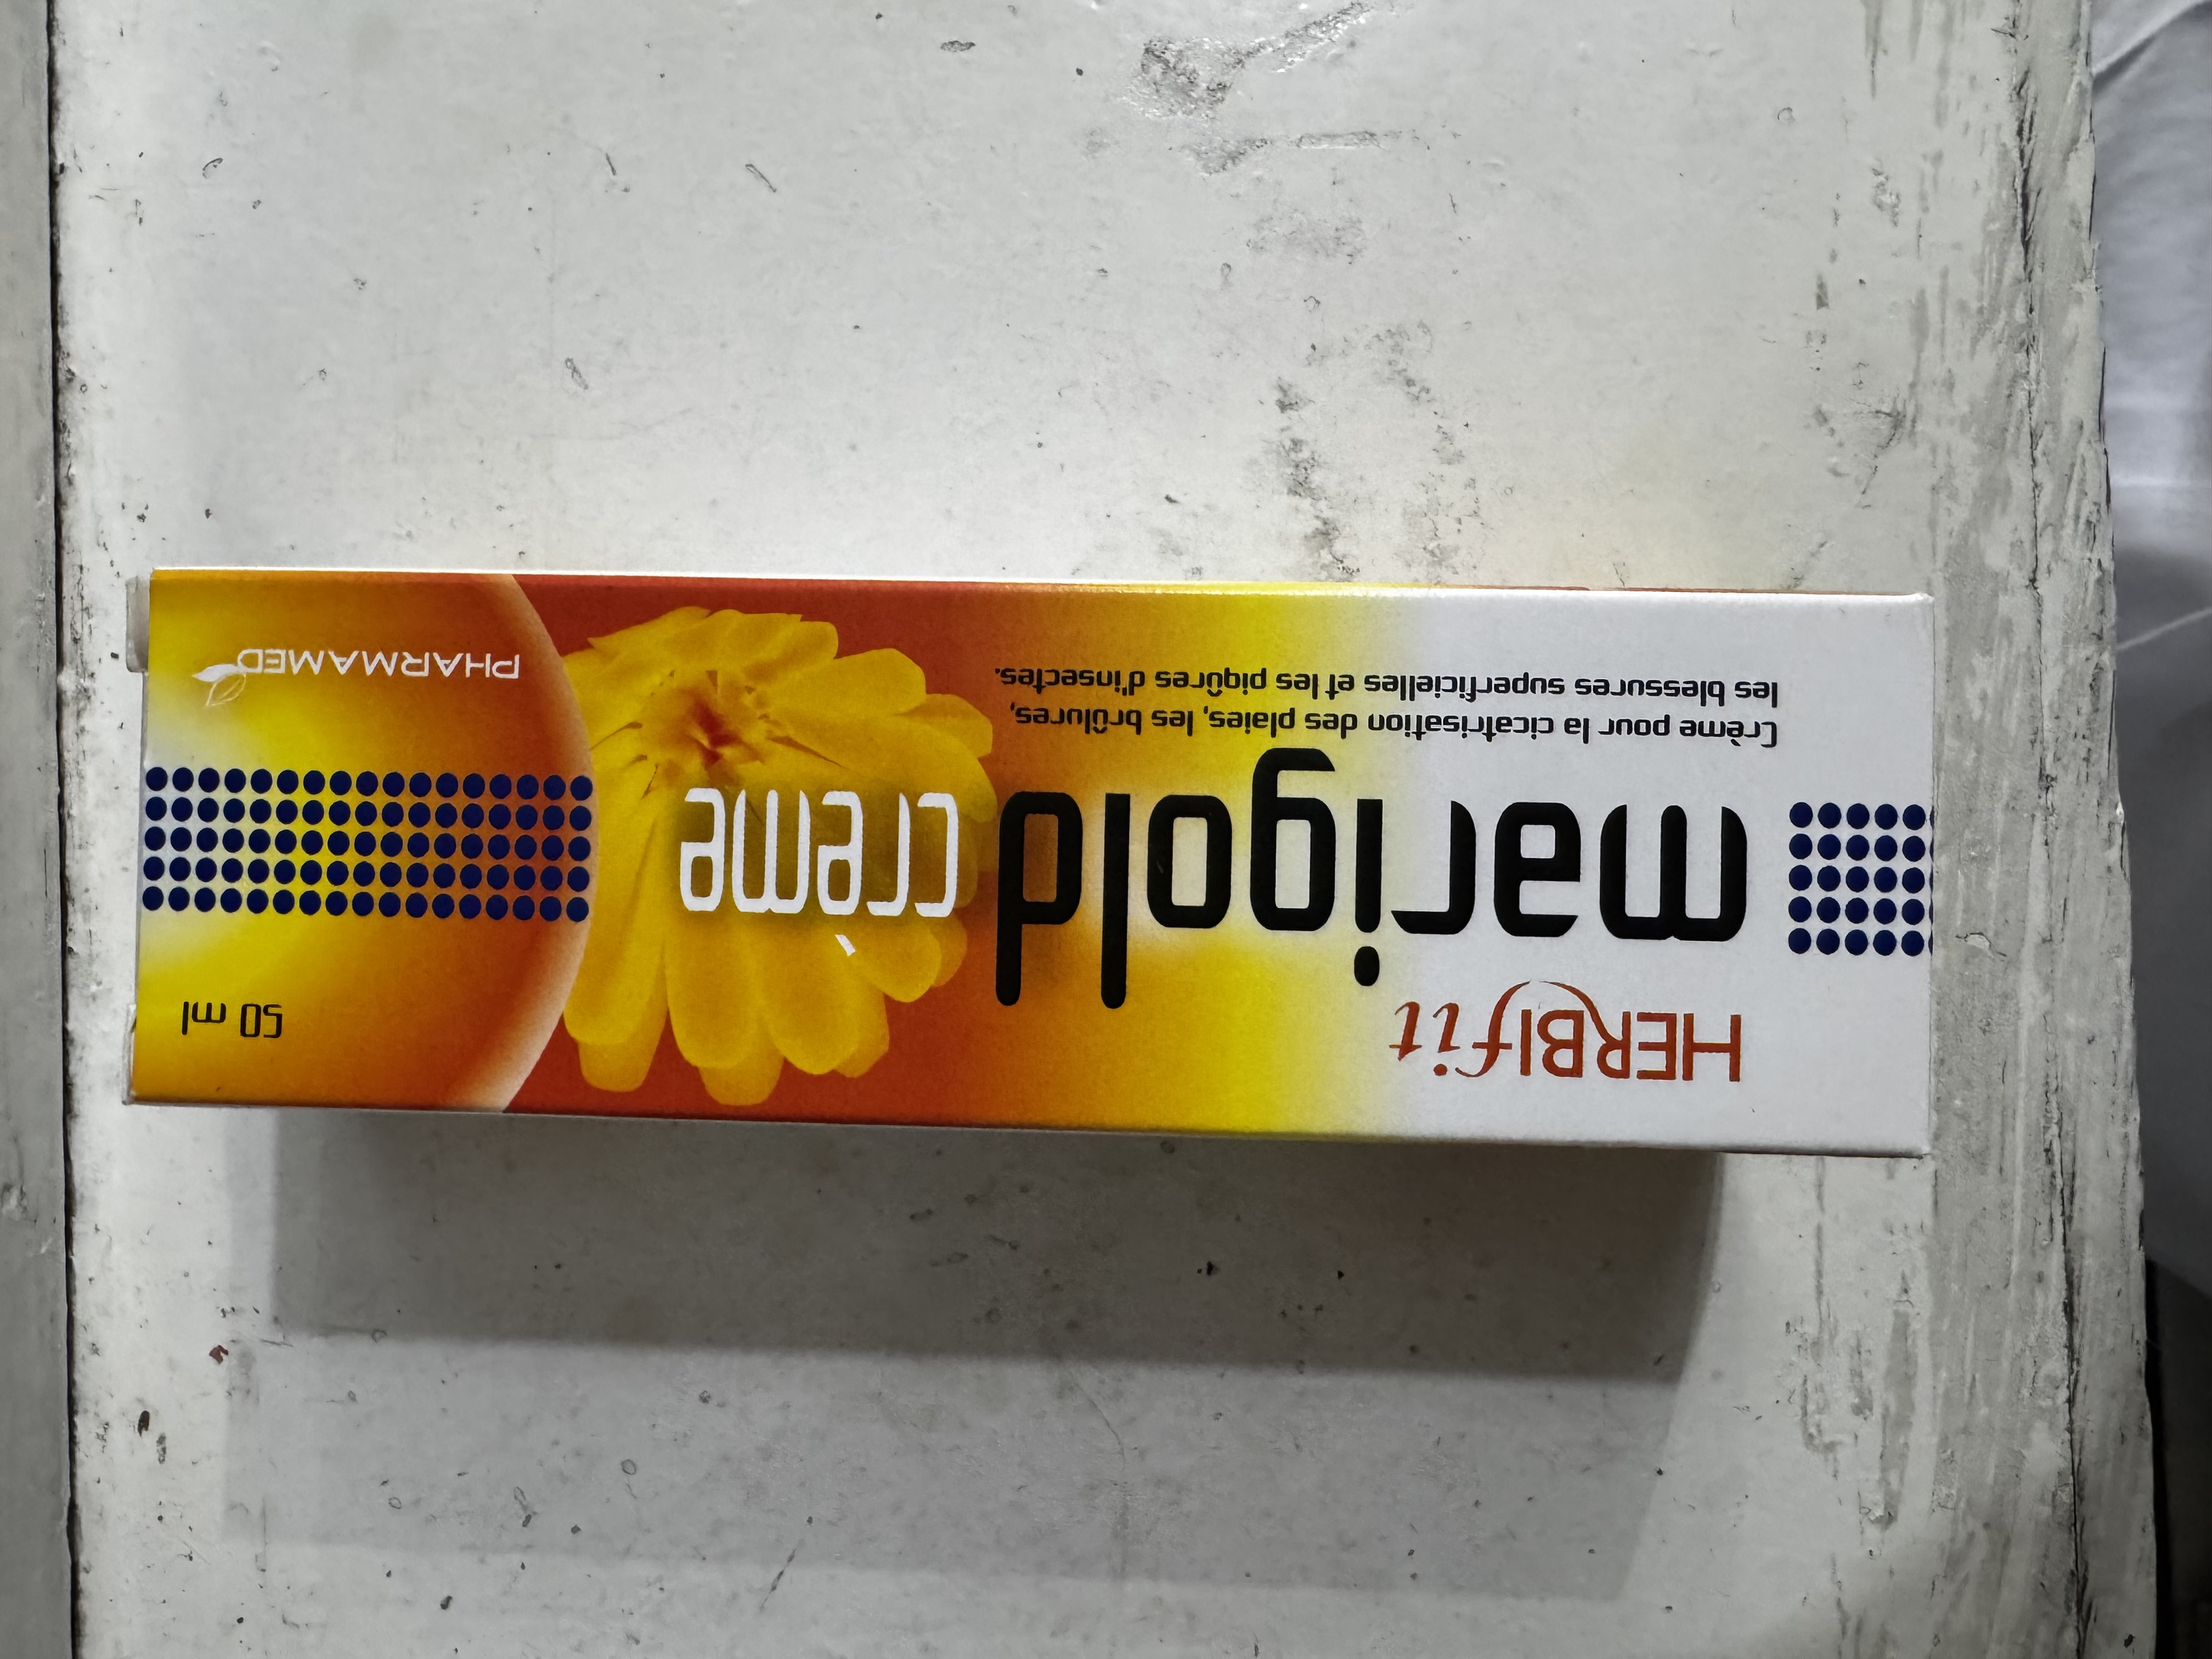 HERBIfit
50 ml
marigold crème
Crème pour la cicatrisation des plaies, les brûlures,
les blessures superficielles et les piqûres d'insectes.
PHARMAMED